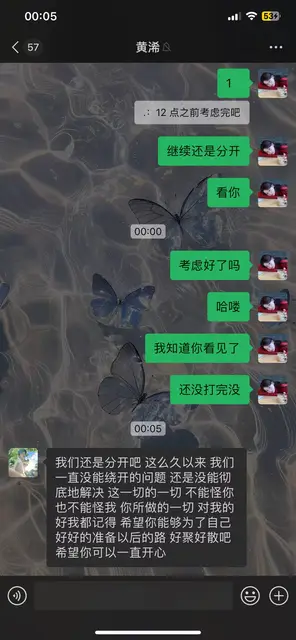 00:05
53
57
黄浠
1
12 点之前考虑完吧
继续还是分开
看你
00:00
考虑好了吗
哈喽
我知道你看见了
还没打完没
00:05
我们还是分开吧 这么久以来 我们
一直没能绕开的问题 还是没能彻
底地解决 这一切的一切 不能怪你
也不能怪我 你所做的一切 对我的
好我都记得 希望你能够为了自己
好好的准备以后的路 好聚好散吧
希望你可以一直开心